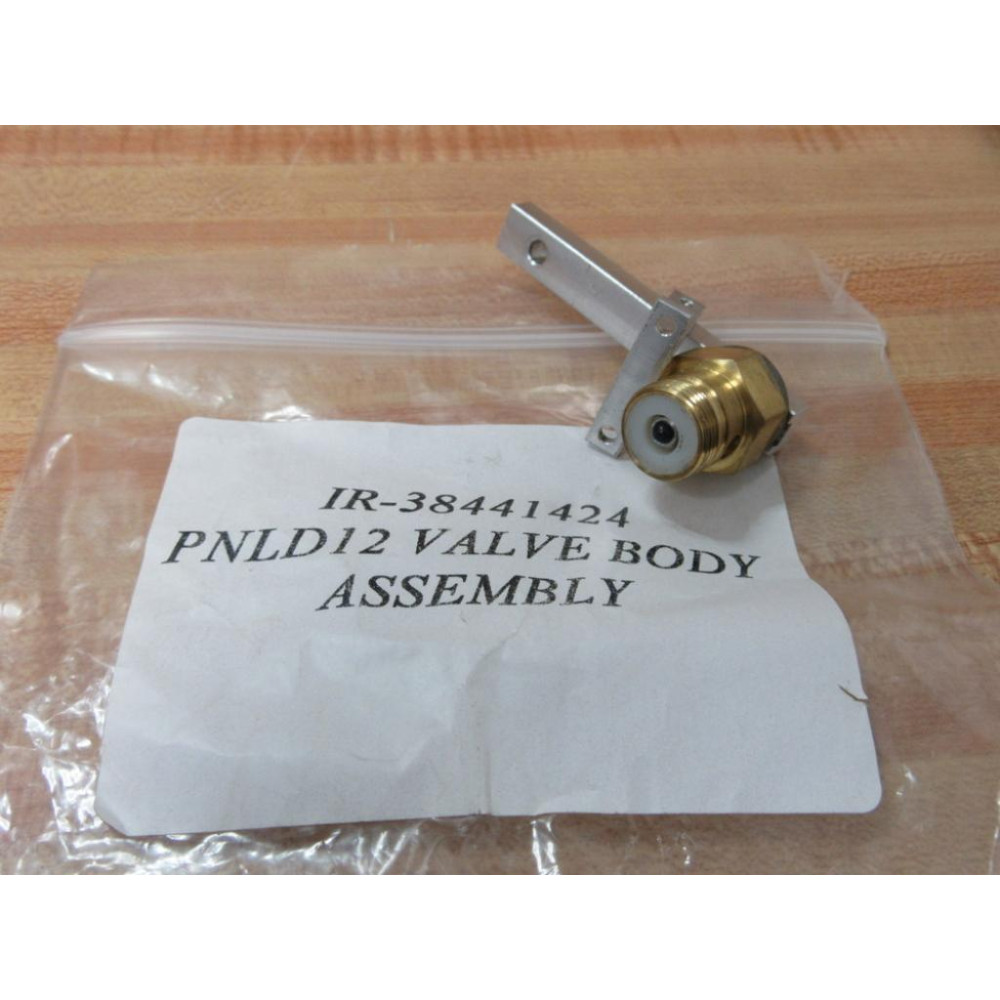 IR-38441424
PNLD12 VALVE BODY
ASSEMBLY